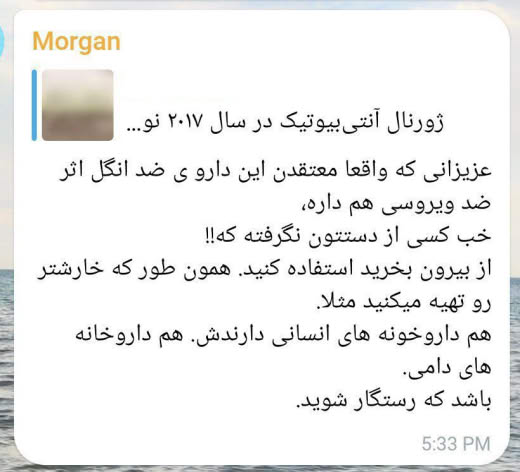 Morgan
ژورنال آنتی‌بیوتیک در سال ۲۰۱۷ نو...
عزیزانی که واقعا معتقدن این دارو ی ضد انگل اثر
ضد ویروسی هم داره،
خب کسی از دستتون نگرفته که!!
از بیرون بخرید استفاده کنید. همون طور که خارشتر
رو تهیه میکنید مثلا.
هم داروخونه های انسانی دارندش. هم داروخانه
های دامی.
باشد که رستگار شوید.
5:33 PM